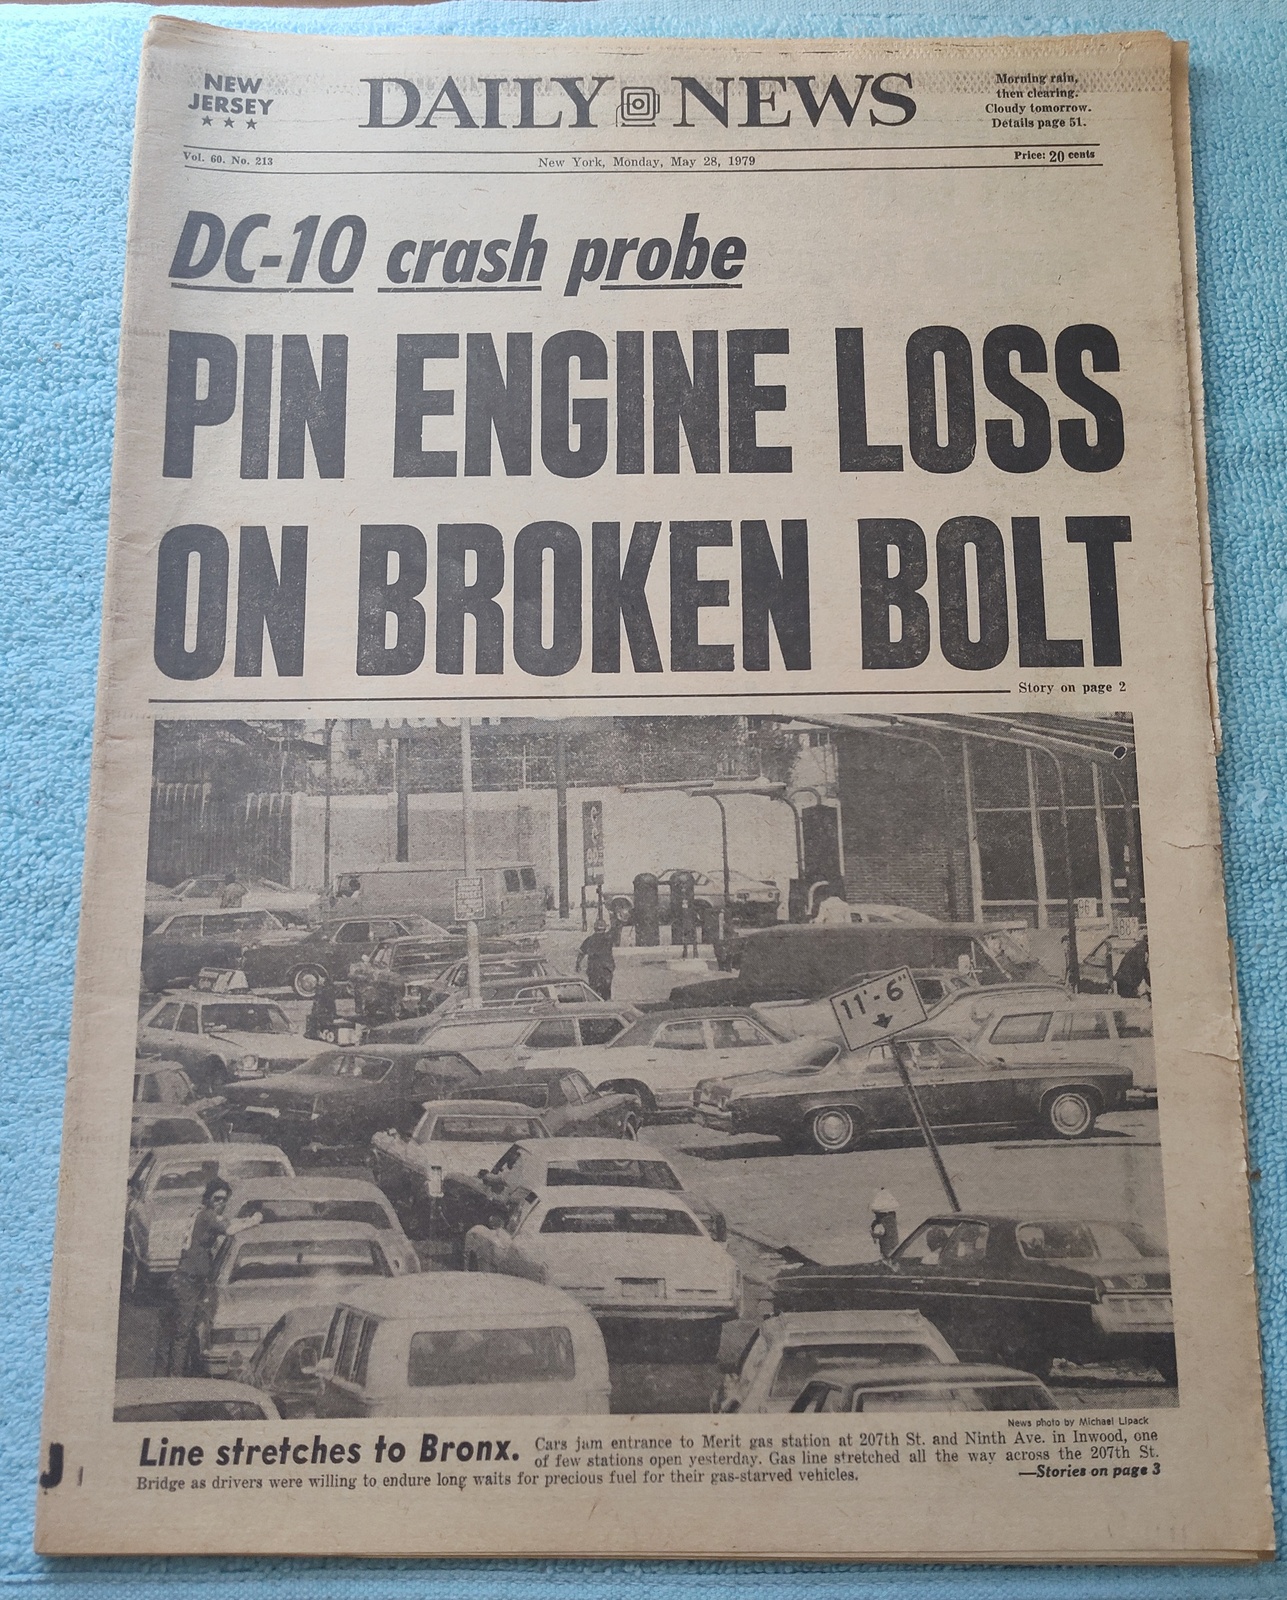 NEW
JERSEY
★ ★ ★
DAILY NEWS
Morning rain,
then clearing.
Cloudy tomorrow.
Details page 51.
Vol. 60. No. 213
New York, Monday, May 28, 1979
Price: 20 cents
DC-10 crash probe
PIN ENGINE LOSS
ON BROKEN BOLT
Story on page 2
11'-6"
96
88
News photo by Michael Lipack
Line stretches to Bronx. Cars jam entrance to Merit gas station at 207th St. and Ninth Ave. in Inwood, one
of few stations open yesterday. Gas line stretched all the way across the 207th St.
Bridge as drivers were willing to endure long waits for precious fuel for their gas-starved vehicles. —Stories on page 3
J